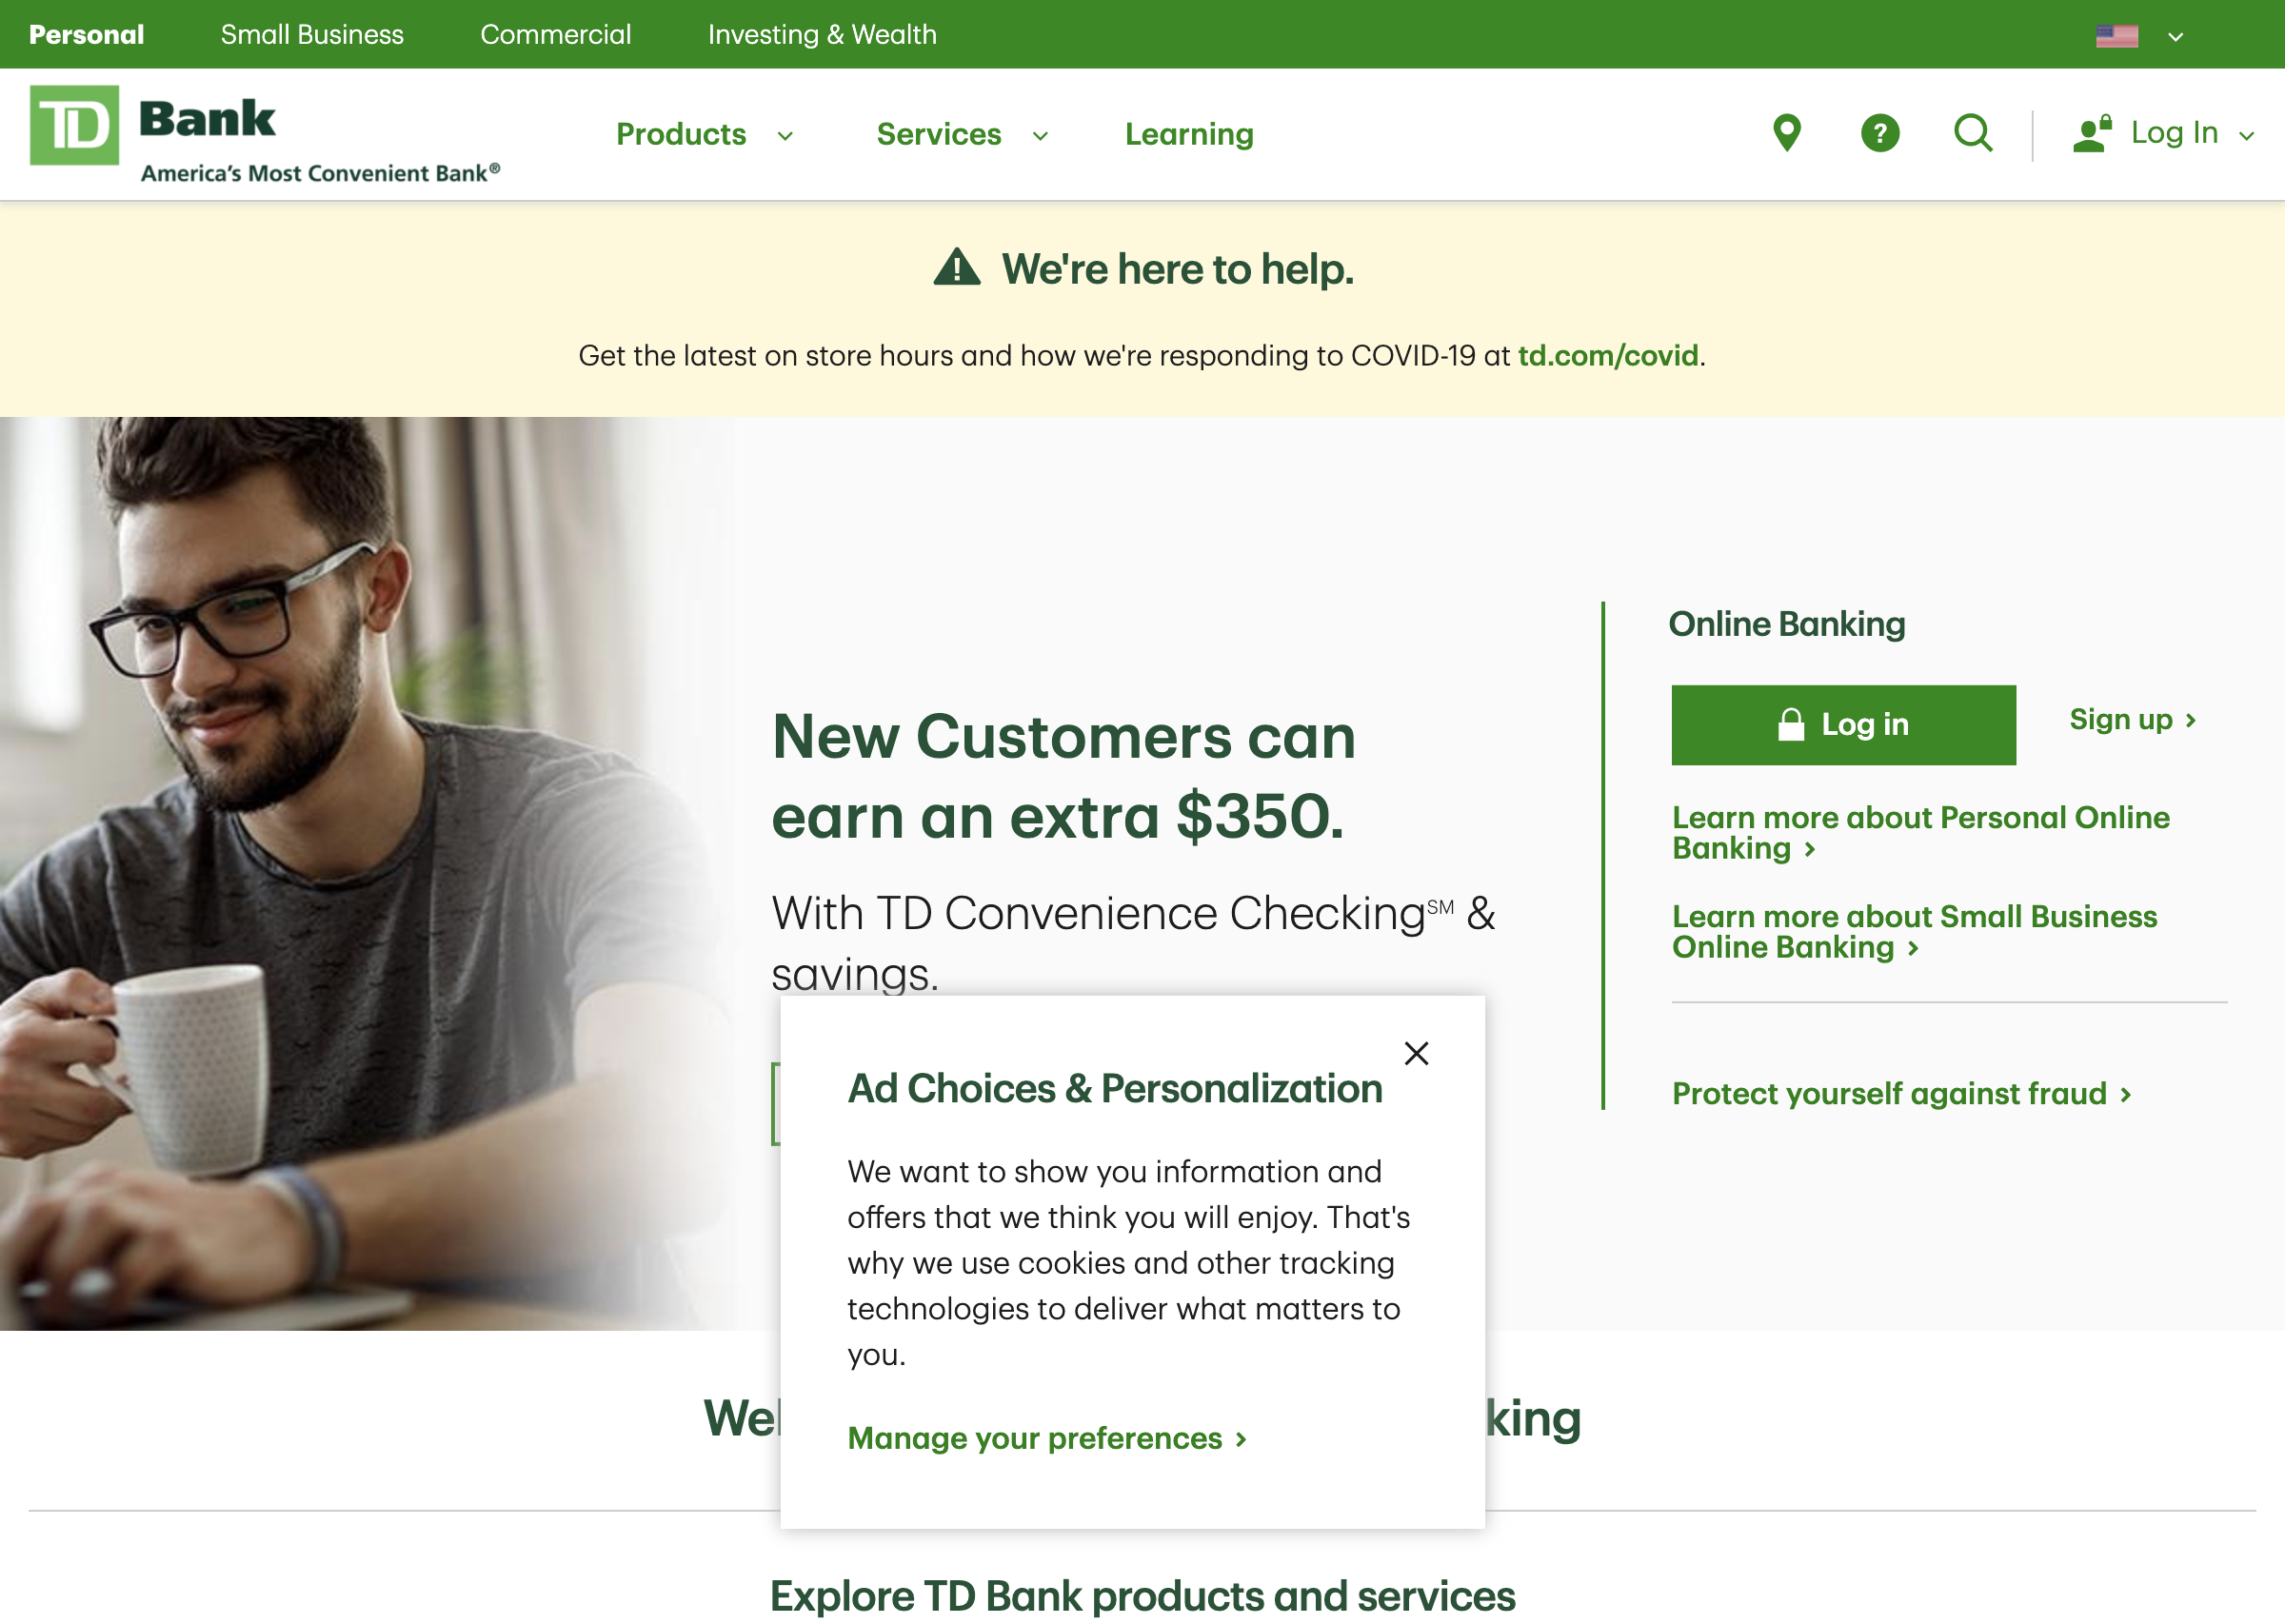 Personal Small Business Commercial Investing & Wealth
TD Bank
America's Most Convenient Bank®
Products Services Learning
? Log In
We're here to help.
Get the latest on store hours and how we're responding to COVID-19 at td.com/covid.
New Customers can
earn an extra $350.
With TD Convenience Checking℠ &
savings.
Online Banking
Log in
Sign up ›
Learn more about Personal Online
Banking ›
Learn more about Small Business
Online Banking ›
Protect yourself against fraud ›
Ad Choices & Personalization
We want to show you information and
offers that we think you will enjoy. That's
why we use cookies and other tracking
technologies to deliver what matters to
you.
Manage your preferences ›
Explore TD Bank products and services